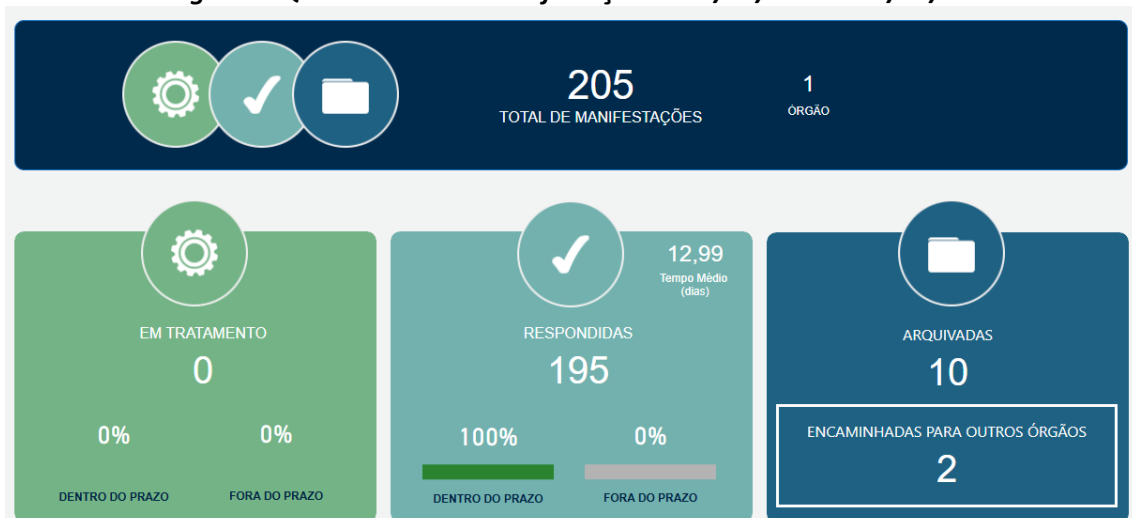 205
TOTAL DE MANIFESTAÇÕES
1
ÓRGÃO
EM TRATAMENTO
0
0%
0%
DENTRO DO PRAZO
FORA DO PRAZO
12,99
Tempo Médio
(dias)
RESPONDIDAS
195
100%
0%
DENTRO DO PRAZO
FORA DO PRAZO
ARQUIVADAS
10
ENCAMINHADAS PARA OUTROS ÓRGÃOS
2